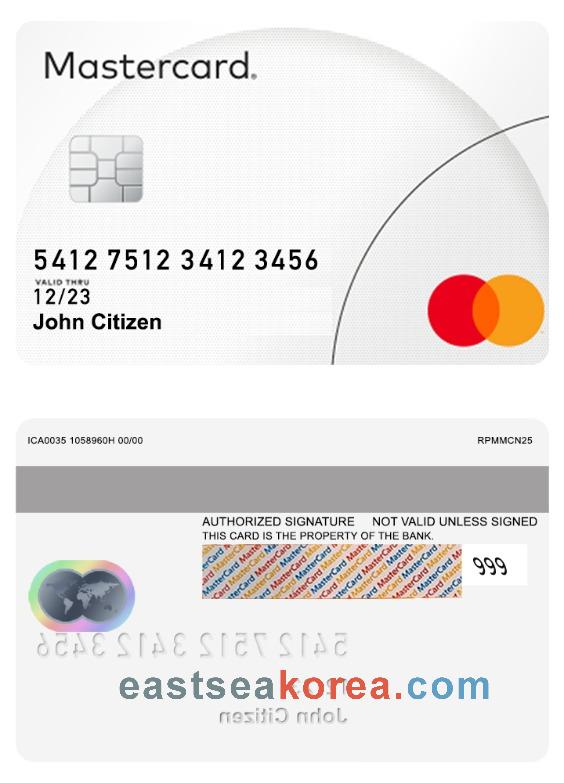 Mastercard.
5412 7512 3412 3456
VALID THRU
12/23
John Citizen
ICA0035 1058960H 00/00 RPMMCN25
AUTHORIZED SIGNATURE NOT VALID UNLESS SIGNED
THIS CARD IS THE PROPERTY OF THE BANK.
MasterCard MasterCard MasterCard
999
5412 7512 3412 3456
eastseakorea.com
John Citizen